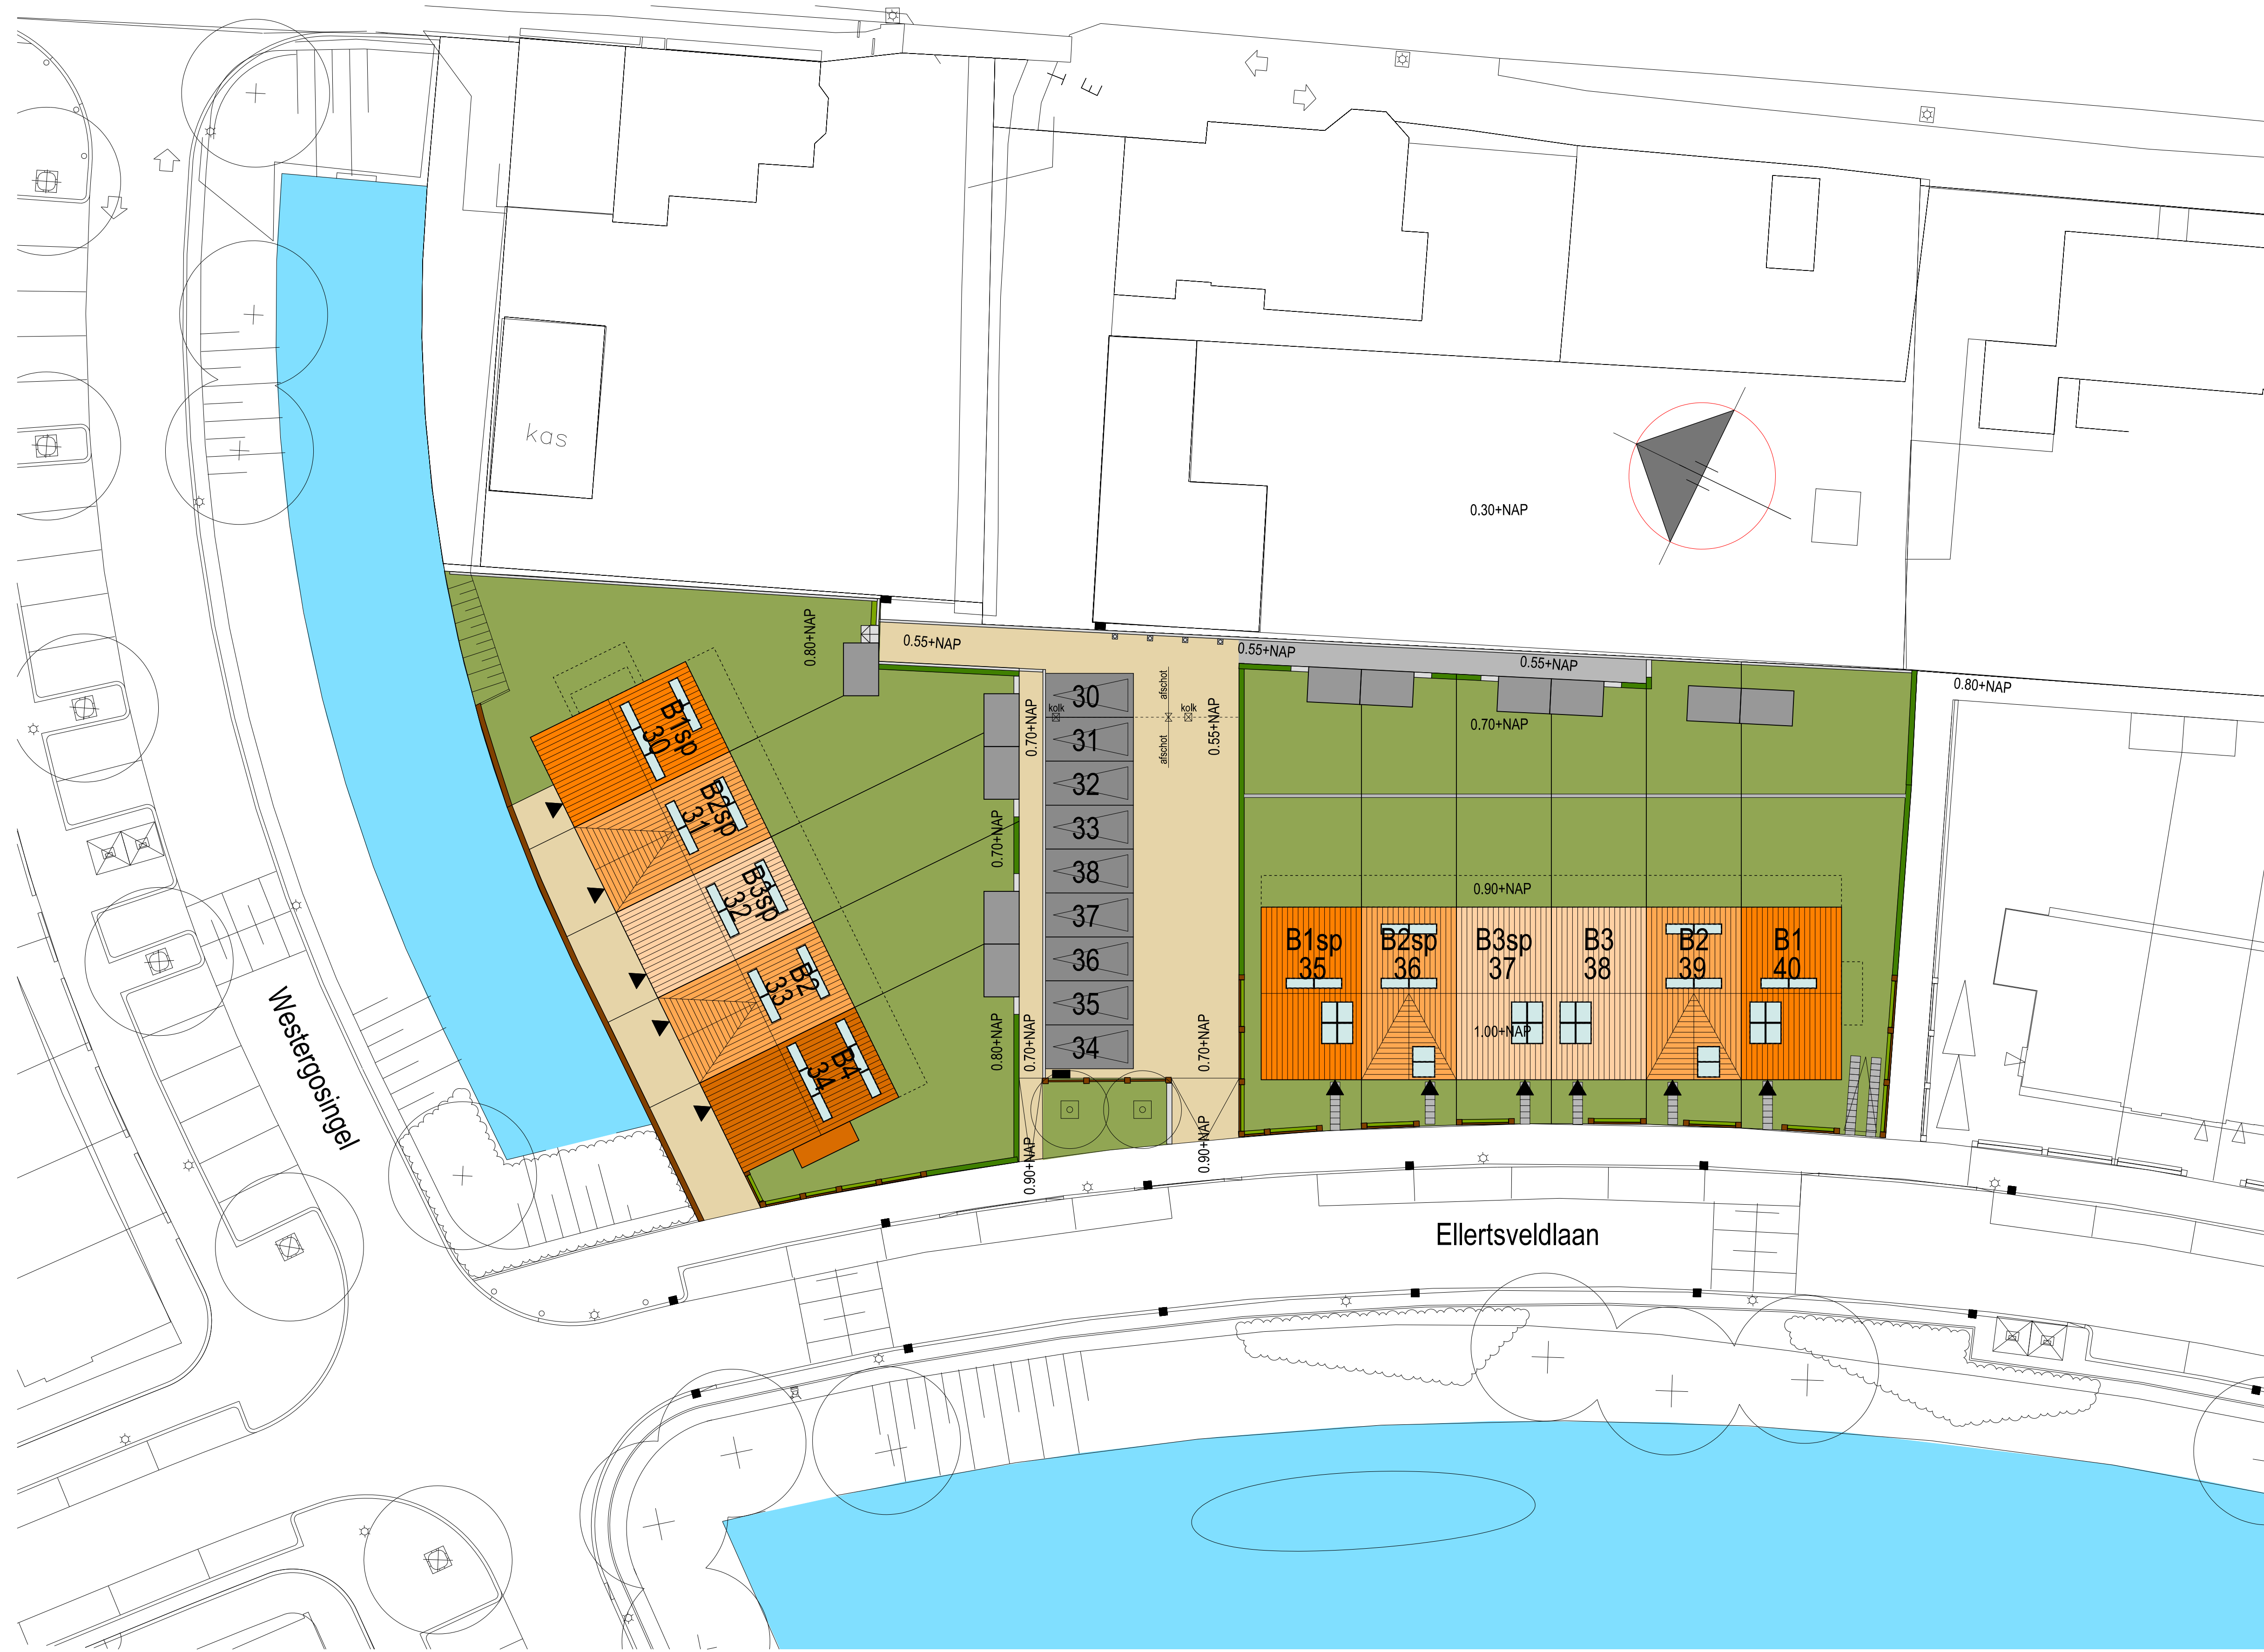 T
E
kas
0.30+NAP
0.80+NAP
0.55+NAP
0.55+NAP
0.55+NAP
0.80+NAP
0.70+NAP
kolk
afschot
kolk
afschot
0.55+NAP
0.70+NAP
30
31
32
33
38
37
36
35
34
B1sp
30
B2sp
31
B3sp
32
B2
33
B4
34
0.70+NAP
0.90+NAP
B1sp
35
B2sp
36
B3sp
37
B3
38
B2
39
B1
40
1.00+NAP
0.80+NAP
0.70+NAP
0.70+NAP
0.90+NAP
0.90+NAP
Westergosingel
Ellertsveldlaan